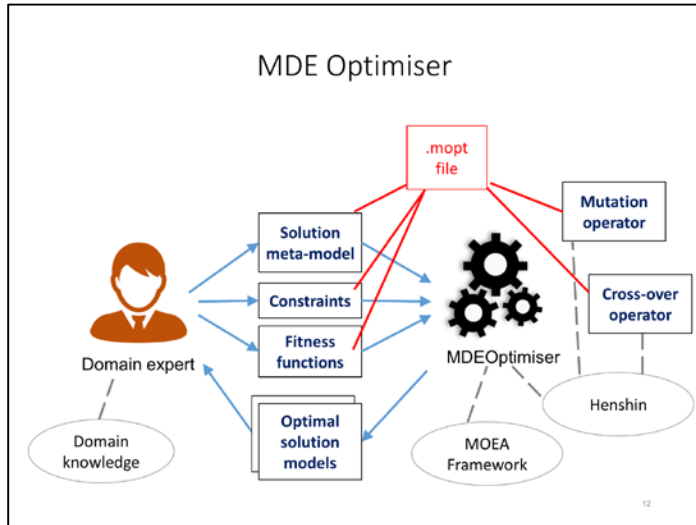 MDE Optimiser
.mopt
file
Mutation
operator
Solution
meta-model
Constraints
Cross-over
operator
Fitness
functions
Domain expert
MDEOptimiser
Henshin
Optimal
solution
models
Domain
knowledge
MOEA
Framework
12